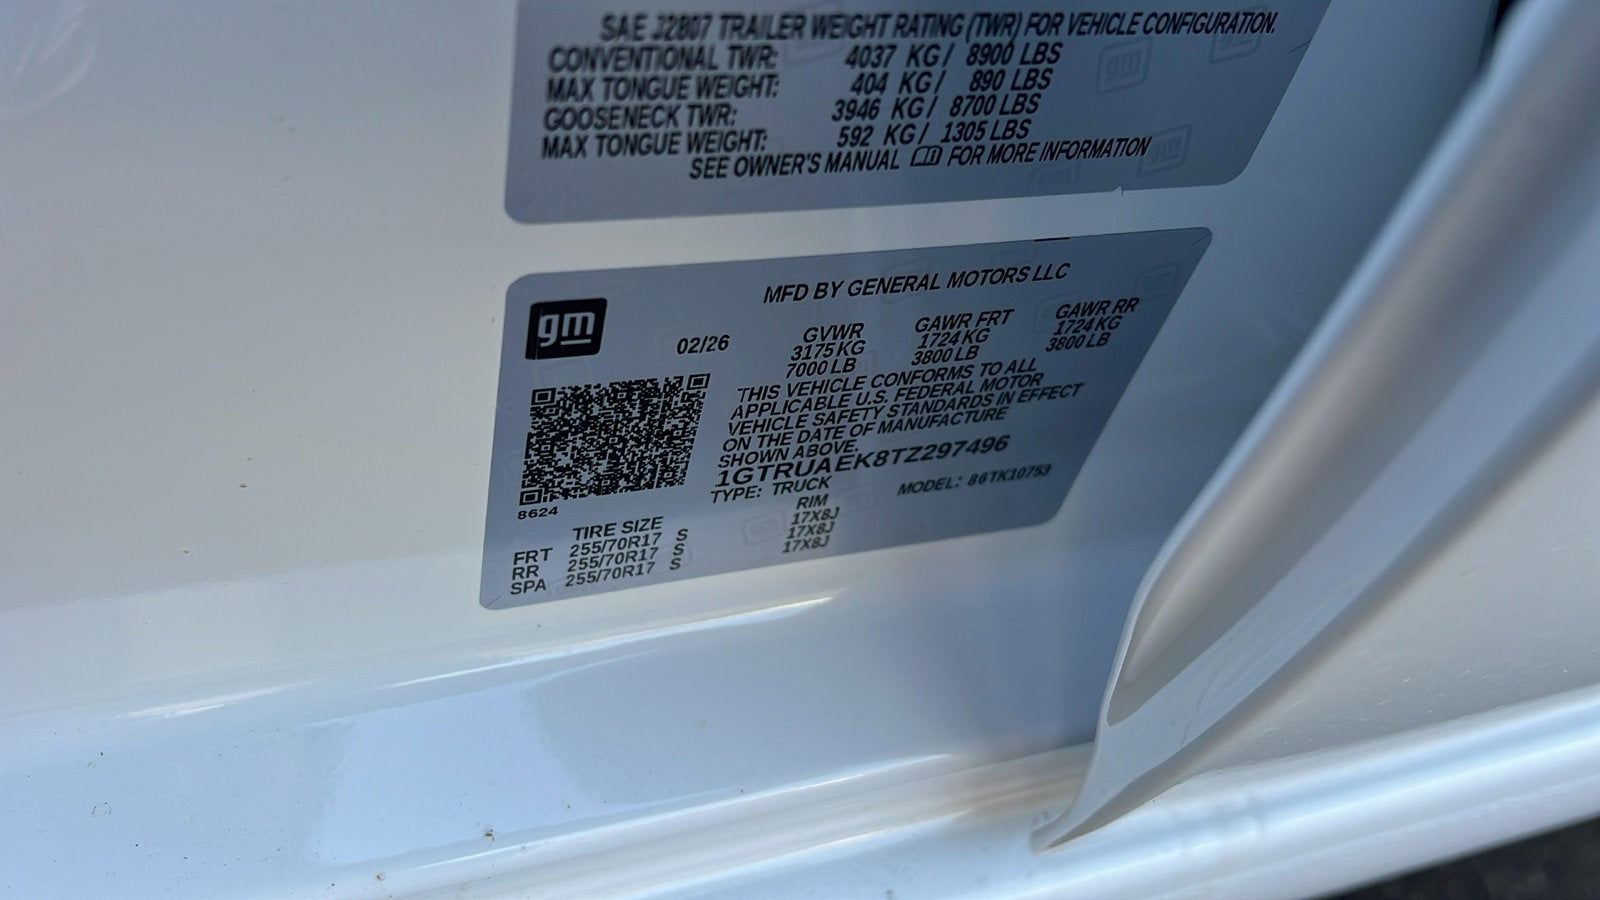 SAE J2807 TRAILER WEIGHT RATING (TWR) FOR VEHICLE CONFIGURATION.
CONVENTIONAL TWR: 4037 KG / 8900 LBS
MAX TONGUE WEIGHT: 404 KG / 890 LBS
GOOSENECK TWR: 3946 KG / 8700 LBS
MAX TONGUE WEIGHT: 592 KG / 1305 LBS
SEE OWNER'S MANUAL FOR MORE INFORMATION
gm
MFD BY GENERAL MOTORS LLC
02/26 GVWR GAWR FRT GAWR RR
3175 KG 1724 KG 1724 KG
7000 LB 3800 LB 3800 LB
THIS VEHICLE CONFORMS TO ALL
APPLICABLE U.S. FEDERAL MOTOR
VEHICLE SAFETY STANDARDS IN EFFECT
ON THE DATE OF MANUFACTURE
SHOWN ABOVE.
1GTRUAEK8TZ297496
TYPE: TRUCK MODEL: 86TK10753
8624
TIRE SIZE RIM
FRT 255/70R17 S 17X8J
RR 255/70R17 S 17X8J
SPA 255/70R17 S 17X8J